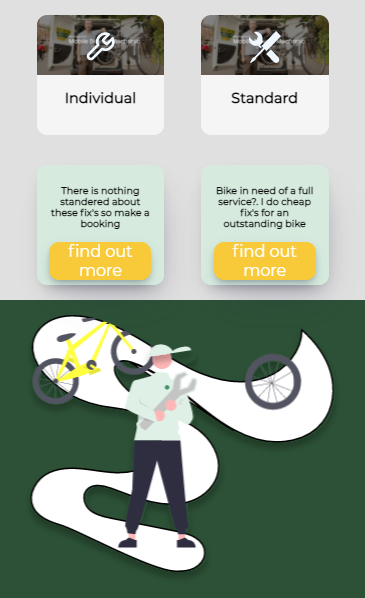 Individual
Standard
There is nothing
standered about
these fix's so make a
booking
find out
more
Bike in need of a full
service?. I do cheap
fix's for an
outstanding bike
find out
more